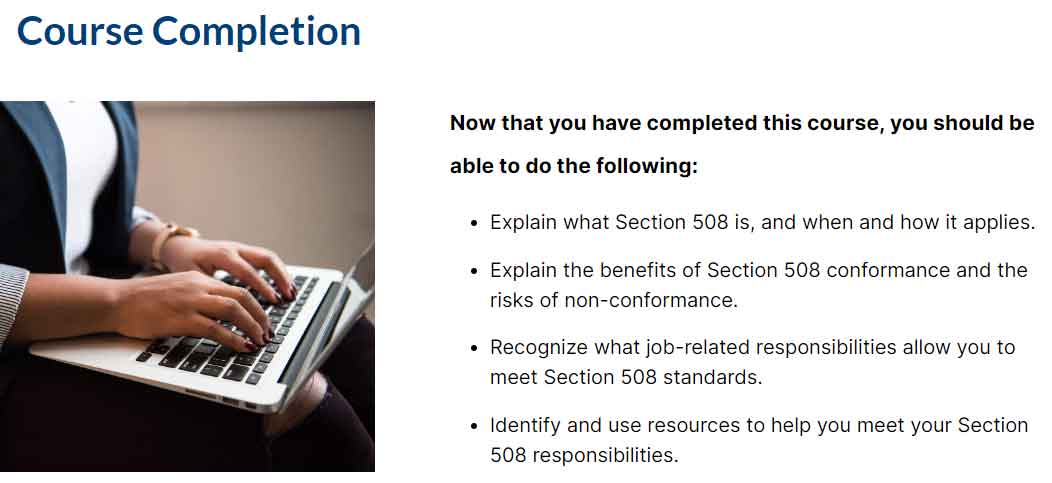 Course Completion
Now that you have completed this course, you should be
able to do the following:
• Explain what Section 508 is, and when and how it applies.
• Explain the benefits of Section 508 conformance and the
risks of non-conformance.
• Recognize what job-related responsibilities allow you to
meet Section 508 standards.
• Identify and use resources to help you meet your Section
508 responsibilities.